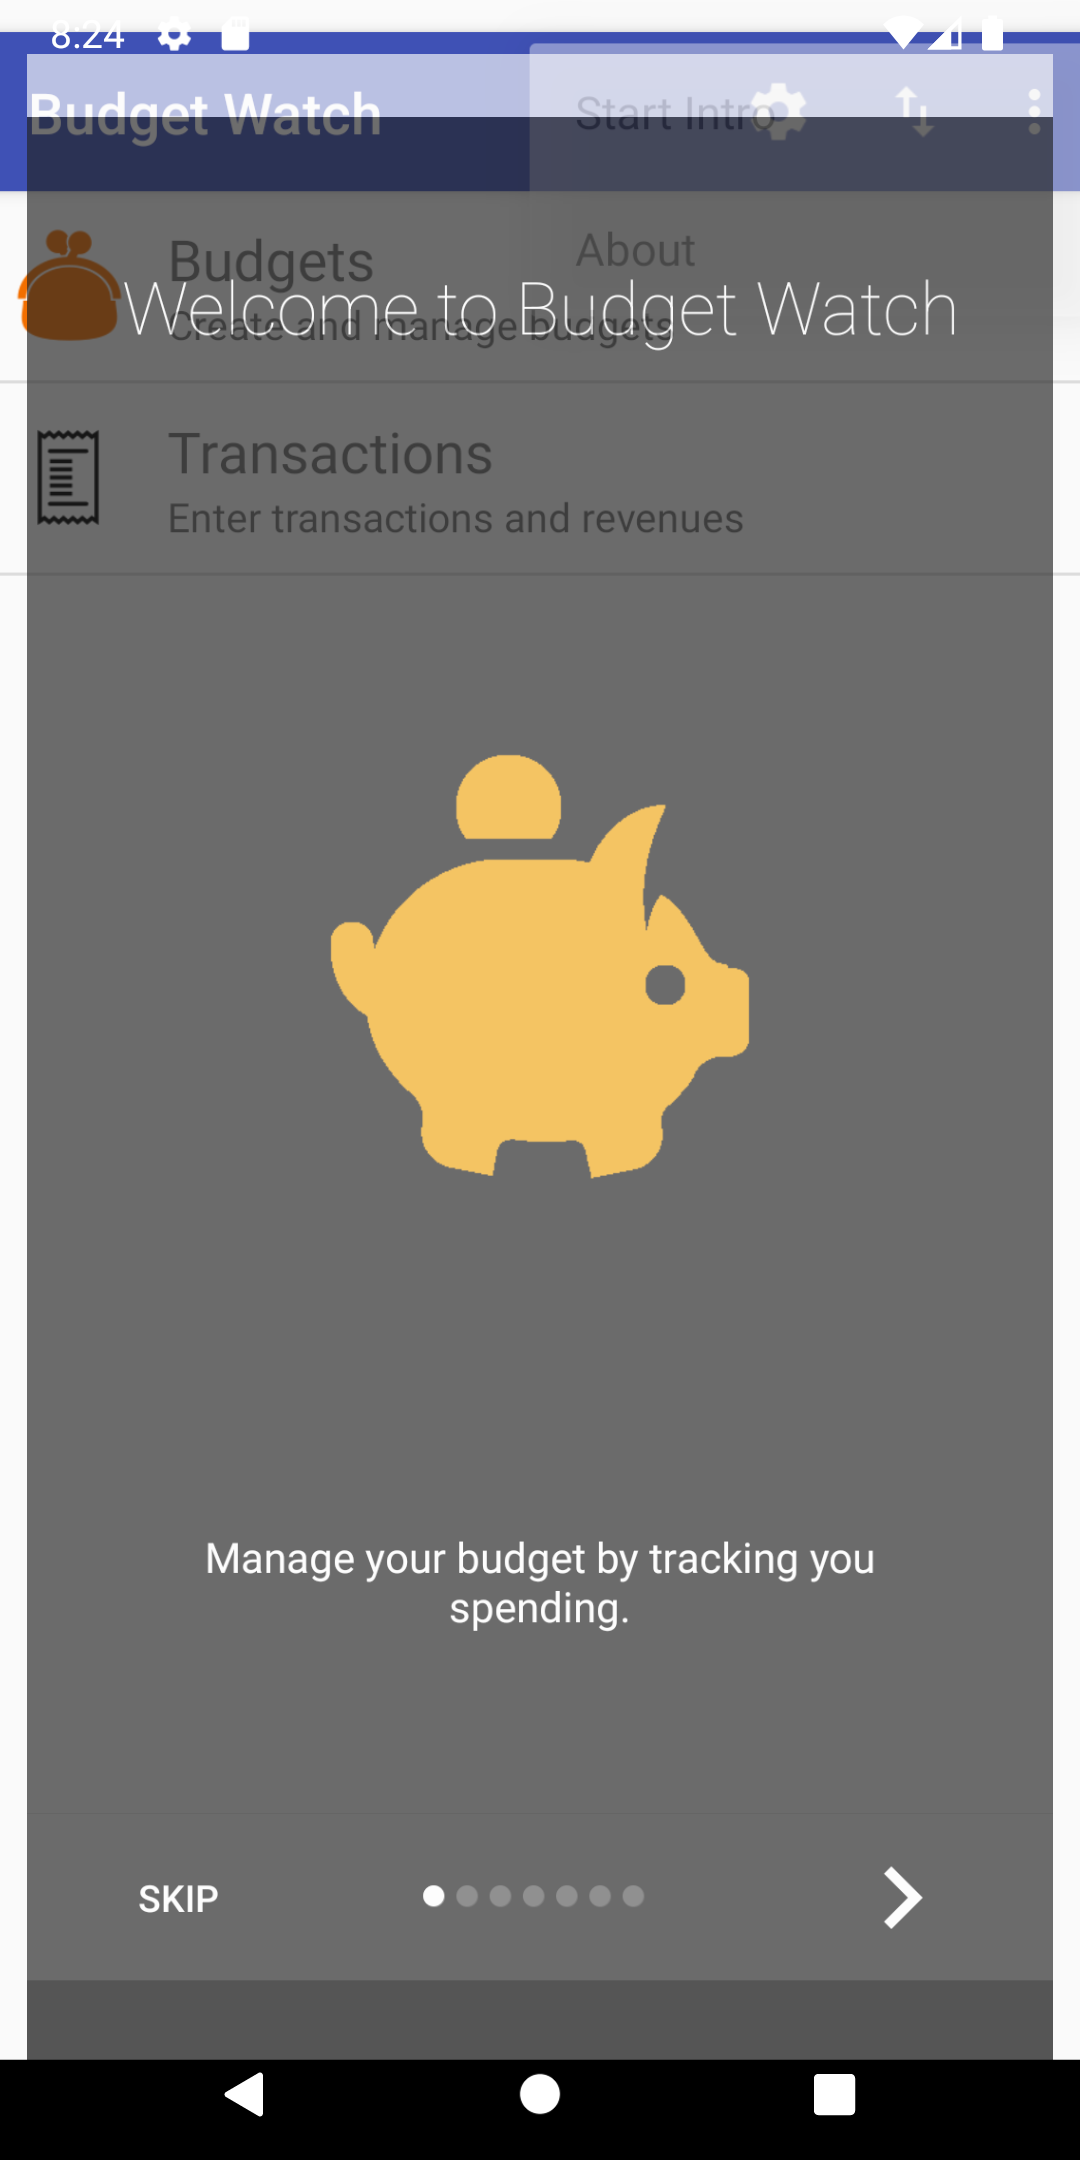 8:24
Budget Watch
Start Intro
Budgets
About
Welcome to Budget Watch
Create and manage budgets
Transactions
Enter transactions and revenues
Manage your budget by tracking you
spending.
SKIP